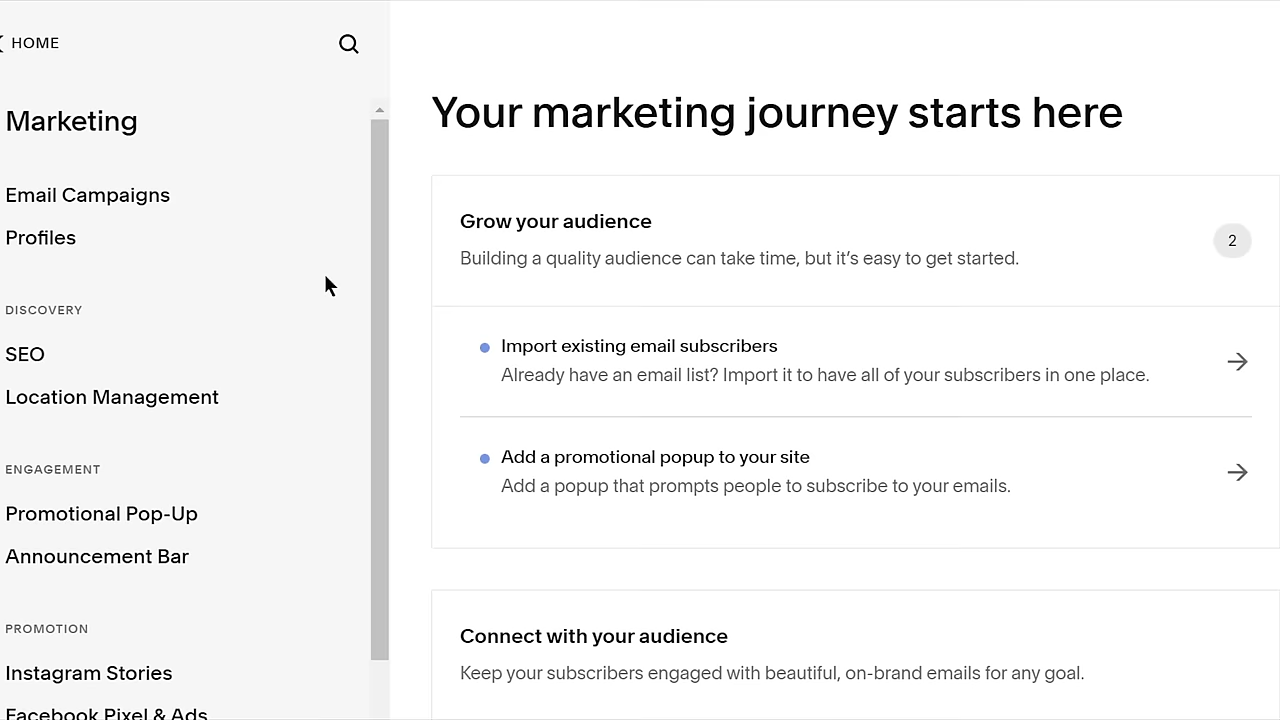 HOME
Marketing
Email Campaigns
Profiles
DISCOVERY
SEO
Location Management
ENGAGEMENT
Promotional Pop-Up
Announcement Bar
PROMOTION
Instagram Stories
Facebook Pixel & Ads
Your marketing journey starts here
Grow your audience
Building a quality audience can take time, but it’s easy to get started.
2
Import existing email subscribers
Already have an email list? Import it to have all of your subscribers in one place.
Add a promotional popup to your site
Add a popup that prompts people to subscribe to your emails.
Connect with your audience
Keep your subscribers engaged with beautiful, on-brand emails for any goal.